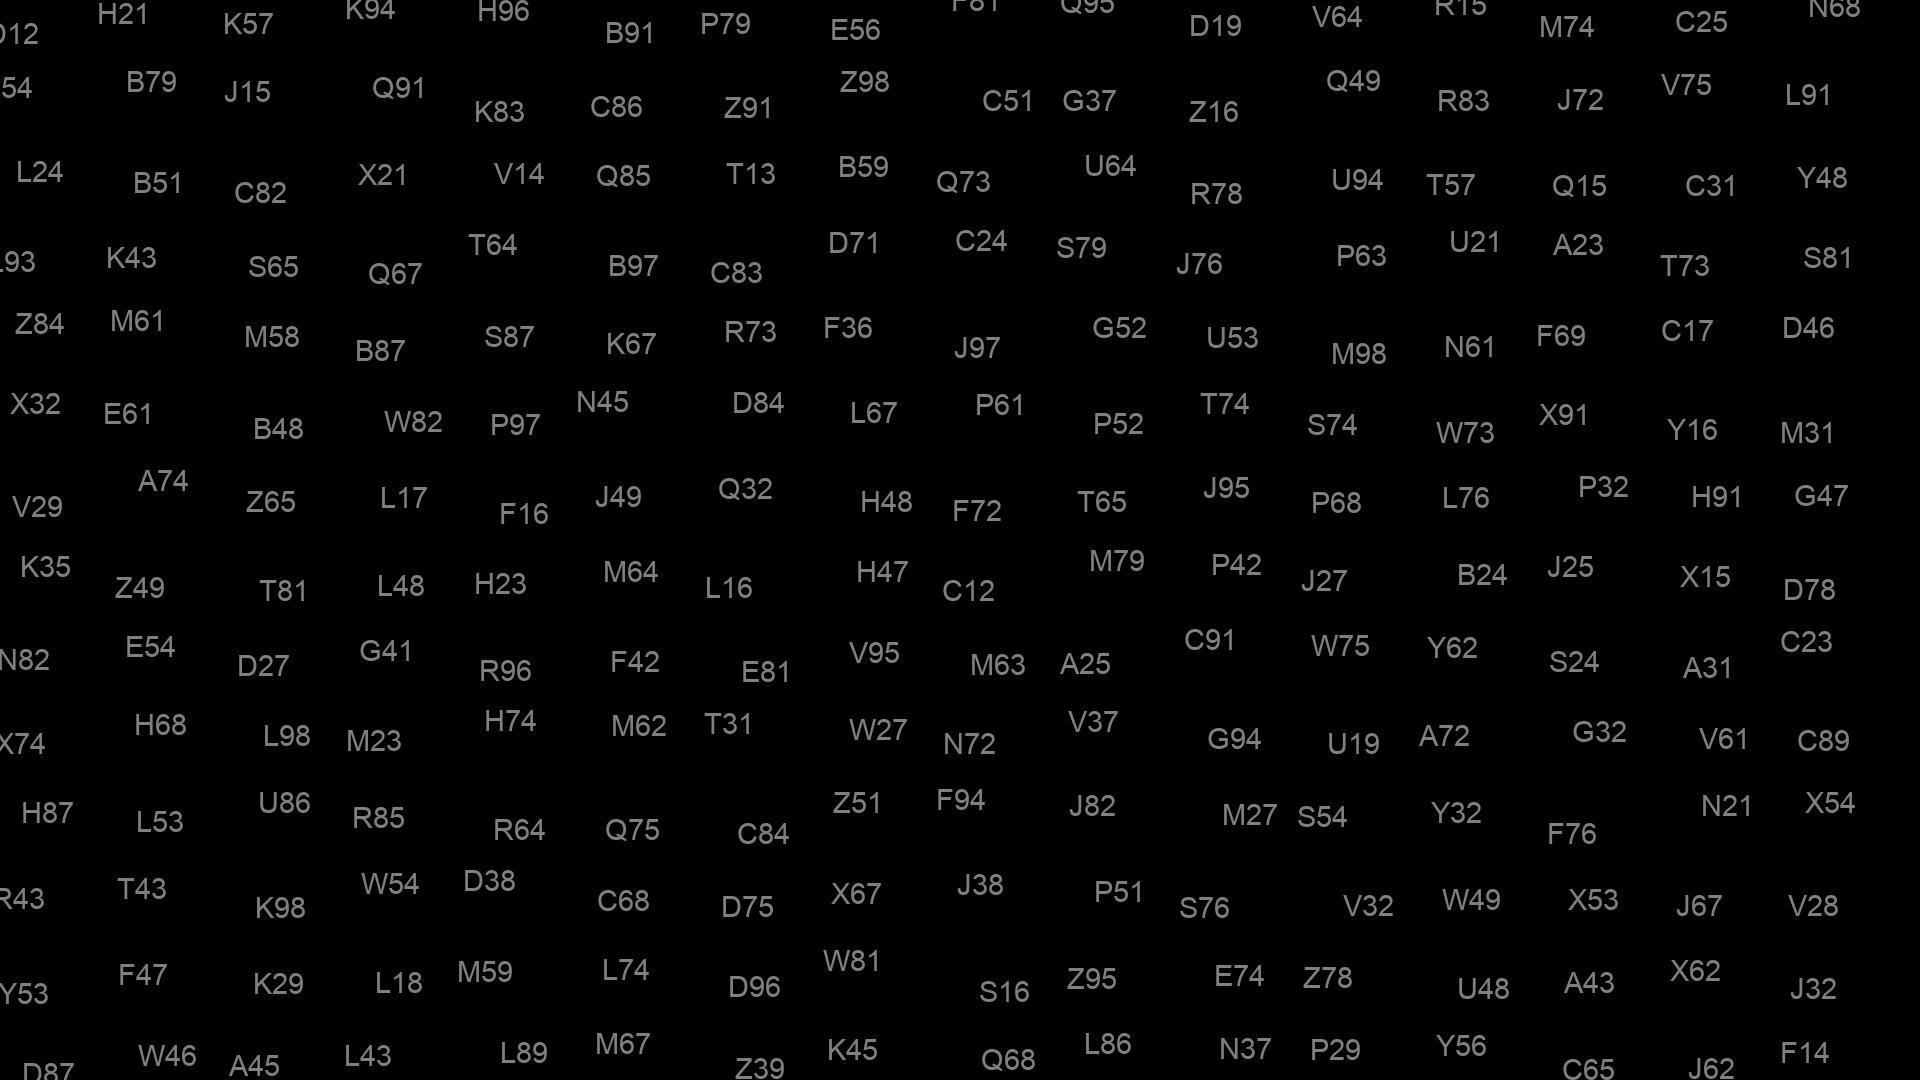 H21 K57 K94 H96 B91 P79 E56 F81 Q95 D19 V64 R15 M74 C25 N68
54 B79 J15 Q91 K83 C86 Z91 Z98 C51 G37 Z16 Q49 R83 J72 V75 L91
L24 B51 C82 X21 V14 Q85 T13 B59 Q73 U64 R78 U94 T57 Q15 C31 Y48
93 K43 S65 Q67 T64 B97 C83 D71 C24 S79 J76 P63 U21 A23 T73 S81
Z84 M61 M58 B87 S87 K67 R73 F36 J97 G52 U53 M98 N61 F69 C17 D46
X32 E61 B48 W82 P97 N45 D84 L67 P61 P52 T74 S74 W73 X91 Y16 M31
V29 A74 Z65 L17 F16 J49 Q32 H48 F72 T65 J95 P68 L76 P32 H91 G47
K35 Z49 T81 L48 H23 M64 L16 H47 C12 M79 P42 J27 B24 J25 X15 D78
N82 E54 D27 G41 R96 F42 E81 V95 M63 A25 C91 W75 Y62 S24 A31 C23
X74 H68 L98 M23 H74 M62 T31 W27 N72 V37 G94 U19 A72 G32 V61 C89
H87 L53 U86 R85 R64 Q75 C84 Z51 F94 J82 M27 S54 Y32 F76 N21 X54
R43 T43 K98 W54 D38 C68 D75 X67 J38 P51 S76 V32 W49 X53 J67 V28
Y53 F47 K29 L18 M59 L74 D96 W81 S16 Z95 E74 Z78 U48 A43 X62 J32
D87 W46 A45 L43 L89 M67 Z39 K45 Q68 L86 N37 P29 Y56 C65 J62 F14